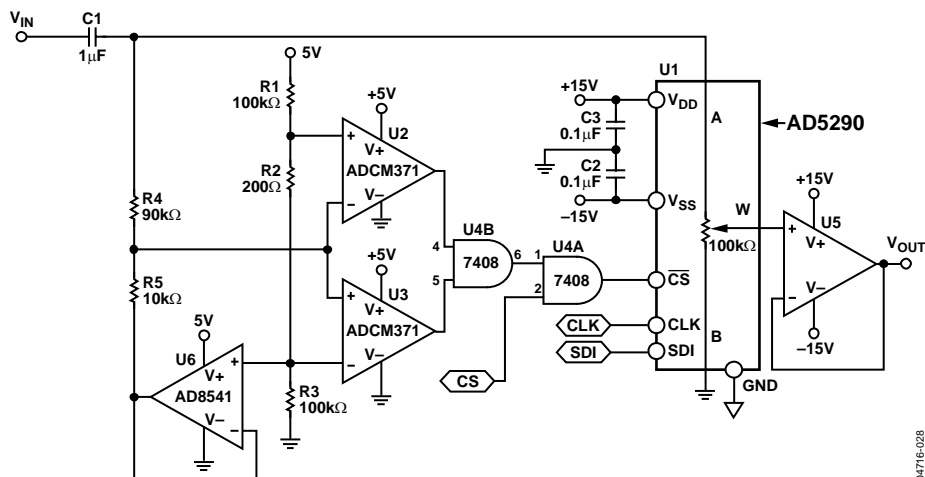 VIN
C1
1µF
5V
R1
100kΩ
R2
200Ω
R4
90kΩ
R5
10kΩ
+5V
U2
+
V+
ADCM371
V–
–
+5V
U3
+
V+
ADCM371
V–
–
5V
U6
V+
+
AD8541
V–
–
R3
100kΩ
U4B
4
7408
6
5
U4A
1
7408
2
CS
CLK
SDI
+15V
C3
0.1µF
C2
0.1µF
–15V
U1
VDD
A
AD5290
VSS
W
100kΩ
CS
CLK
SDI
B
GND
+15V
U5
+
V+
V–
–
–15V
VOUT
04716-028